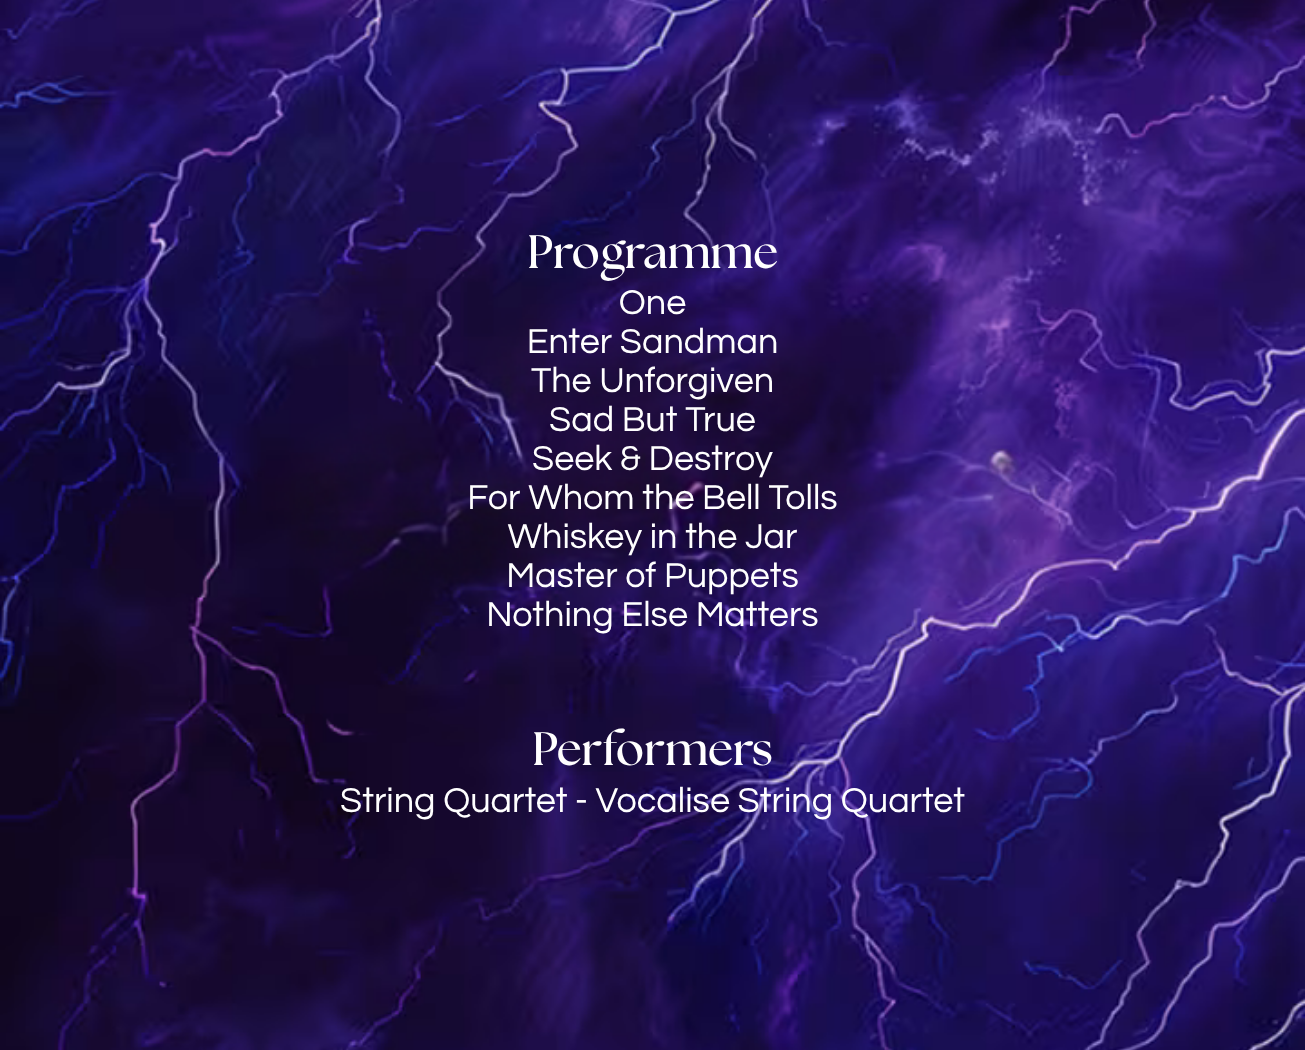 Programme
One
Enter Sandman
The Unforgiven
Sad But True
Seek & Destroy
For Whom the Bell Tolls
Whiskey in the Jar
Master of Puppets
Nothing Else Matters
Performers
String Quartet - Vocalise String Quartet